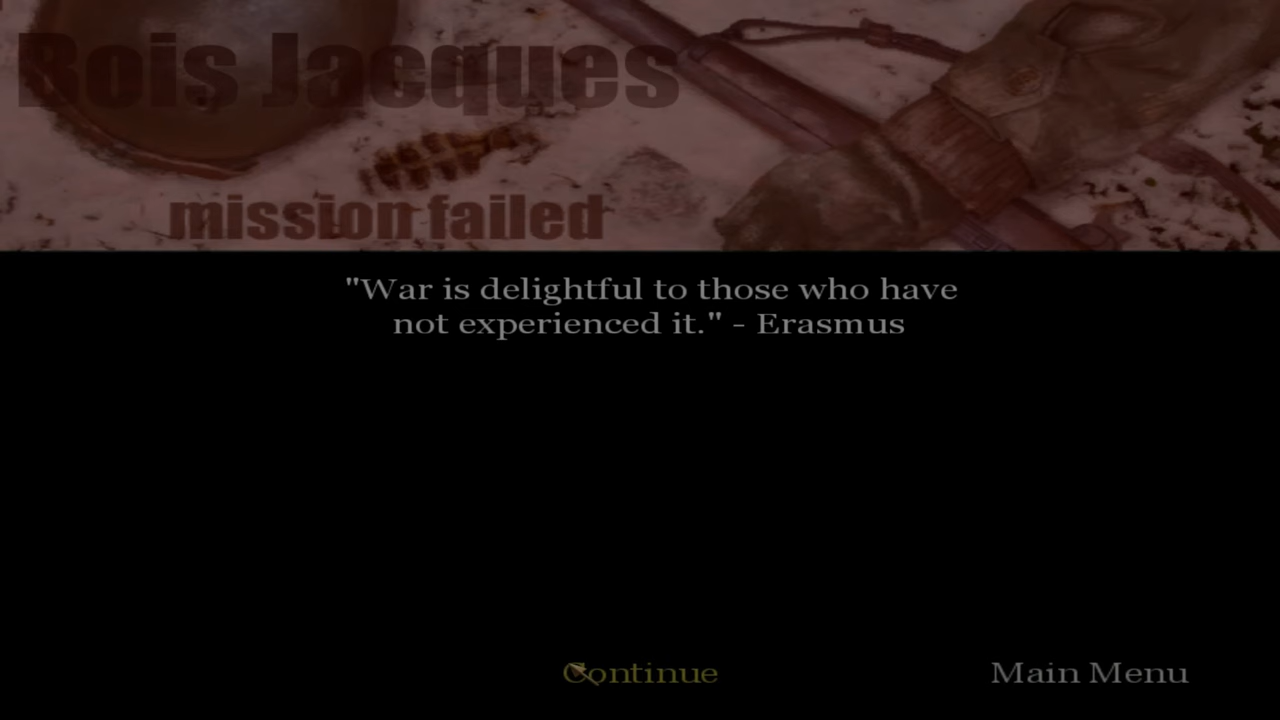 Bois Jacques
mission failed
"War is delightful to those who have
not experienced it." - Erasmus
Continue
Main Menu